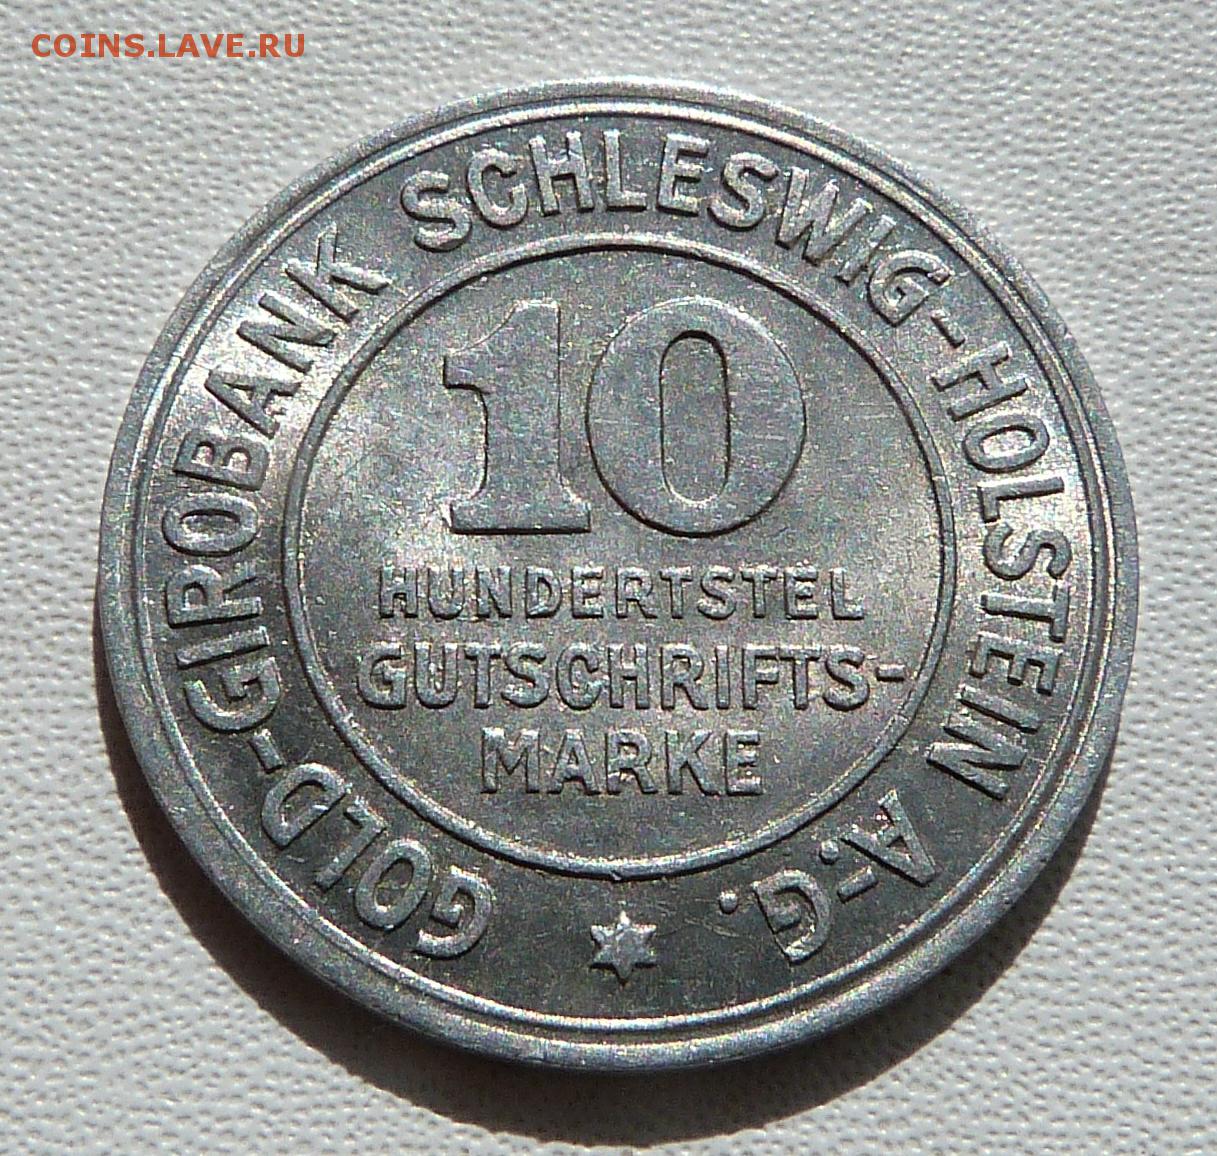 COINS.LAVE.RU
GOLD-GIROBANK SCHLESWIG-HOLSTEIN A.-G.
10
HUNDERTSTEL
GUTSCHRIFTS-
MARKE